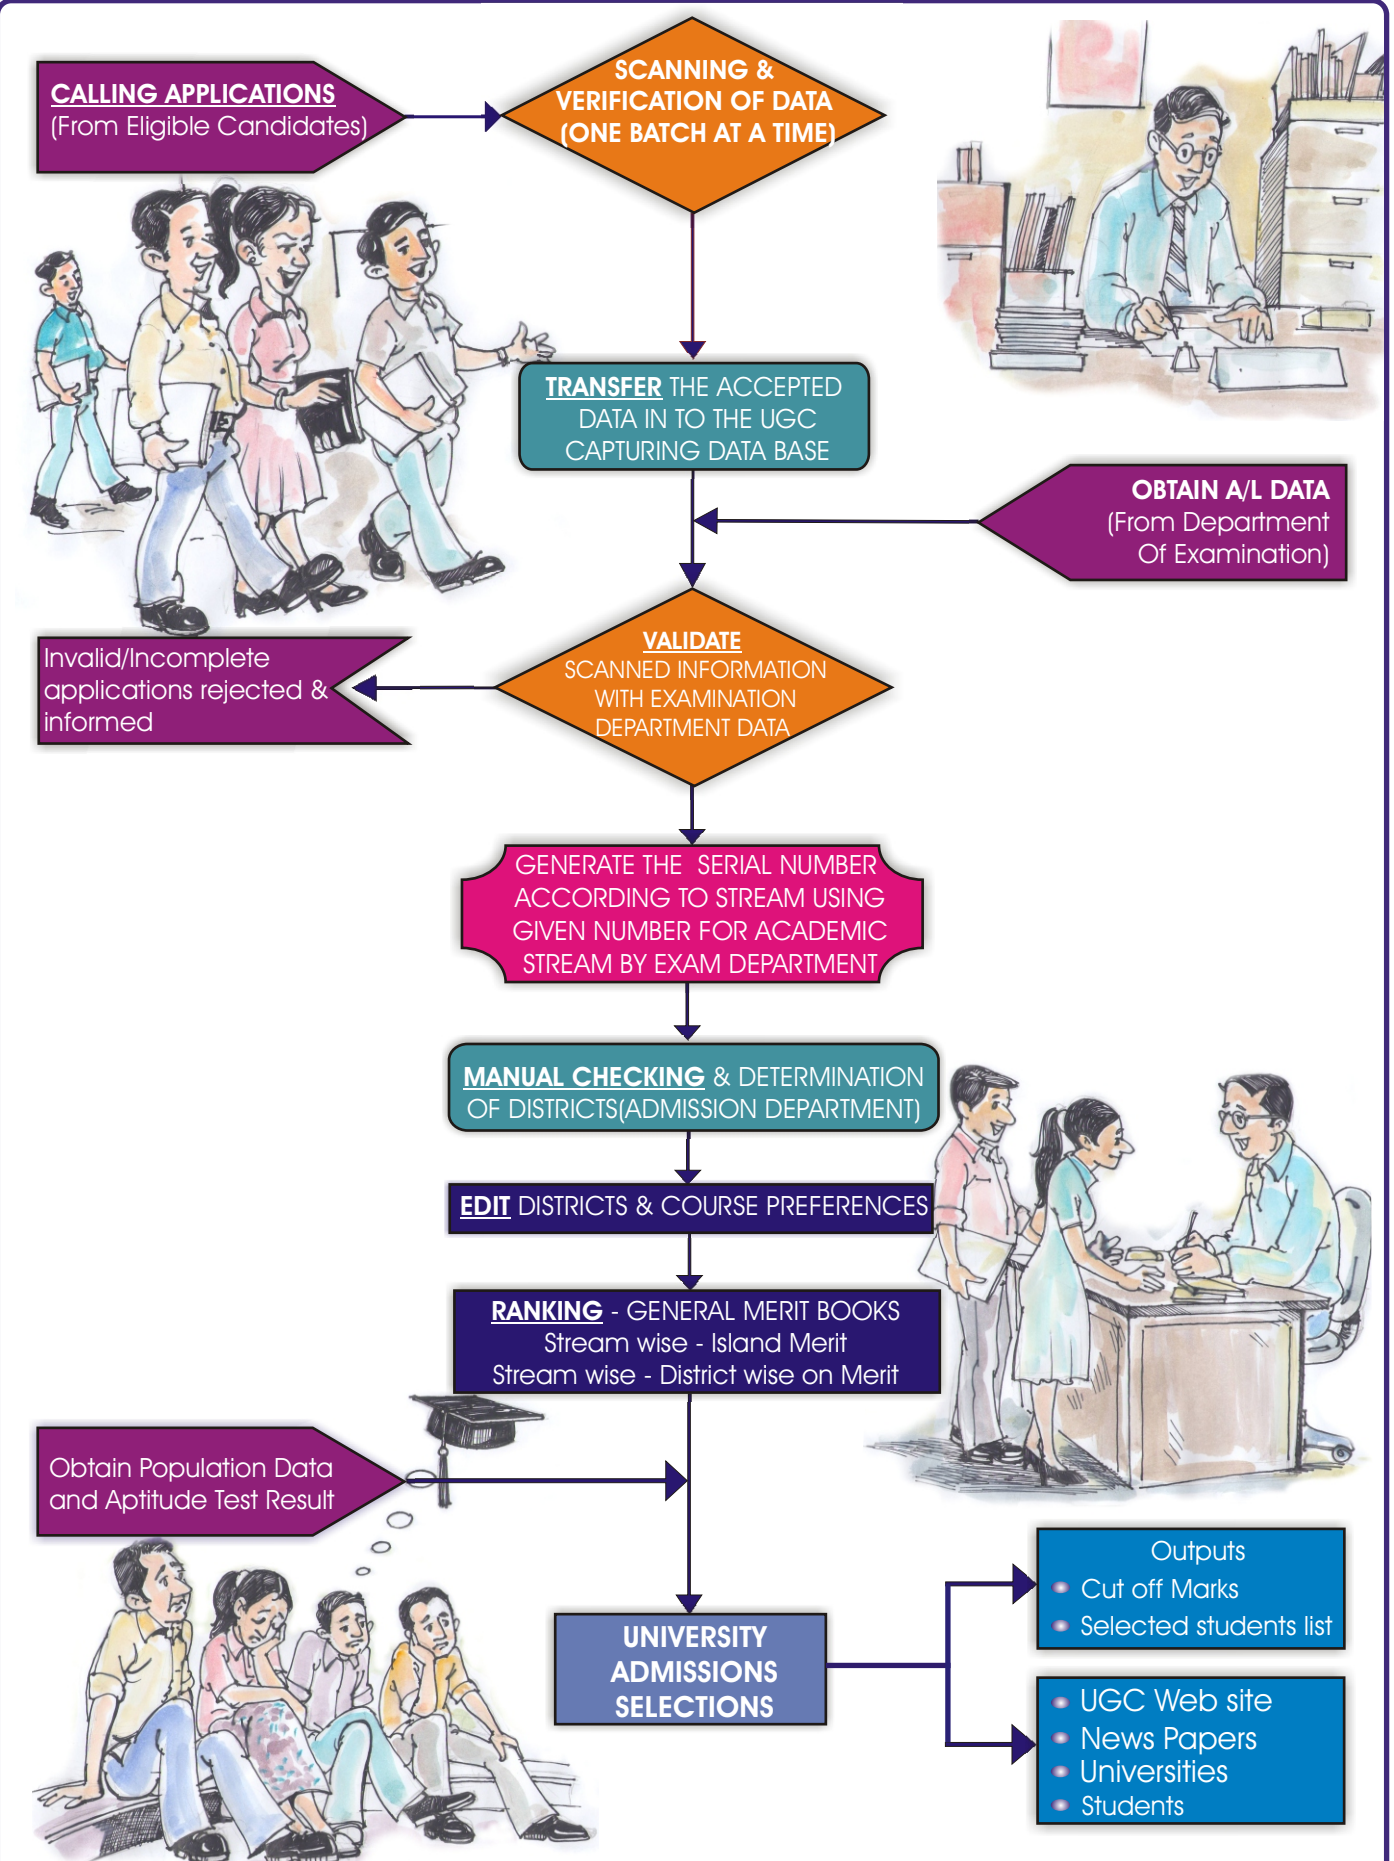 CALLING APPLICATIONS
(From Eligible Candidates)
SCANNING &
VERIFICATION OF DATA
(ONE BATCH AT A TIME)
TRANSFER THE ACCEPTED
DATA IN TO THE UGC
CAPTURING DATA BASE
OBTAIN A/L DATA
(From Department
Of Examination)
VALIDATE
SCANNED INFORMATION
WITH EXAMINATION
DEPARTMENT DATA
Invalid/Incomplete
applications rejected &
informed
GENERATE THE SERIAL NUMBER
ACCORDING TO STREAM USING
GIVEN NUMBER FOR ACADEMIC
STREAM BY EXAM DEPARTMENT
MANUAL CHECKING & DETERMINATION
OF DISTRICTS(ADMISSION DEPARTMENT)
EDIT DISTRICTS & COURSE PREFERENCES
RANKING - GENERAL MERIT BOOKS
Stream wise - Island Merit
Stream wise - District wise on Merit
Obtain Population Data
and Aptitude Test Result
UNIVERSITY
ADMISSIONS
SELECTIONS
Outputs
Cut off Marks
Selected students list
UGC Web site
News Papers
Universities
Students